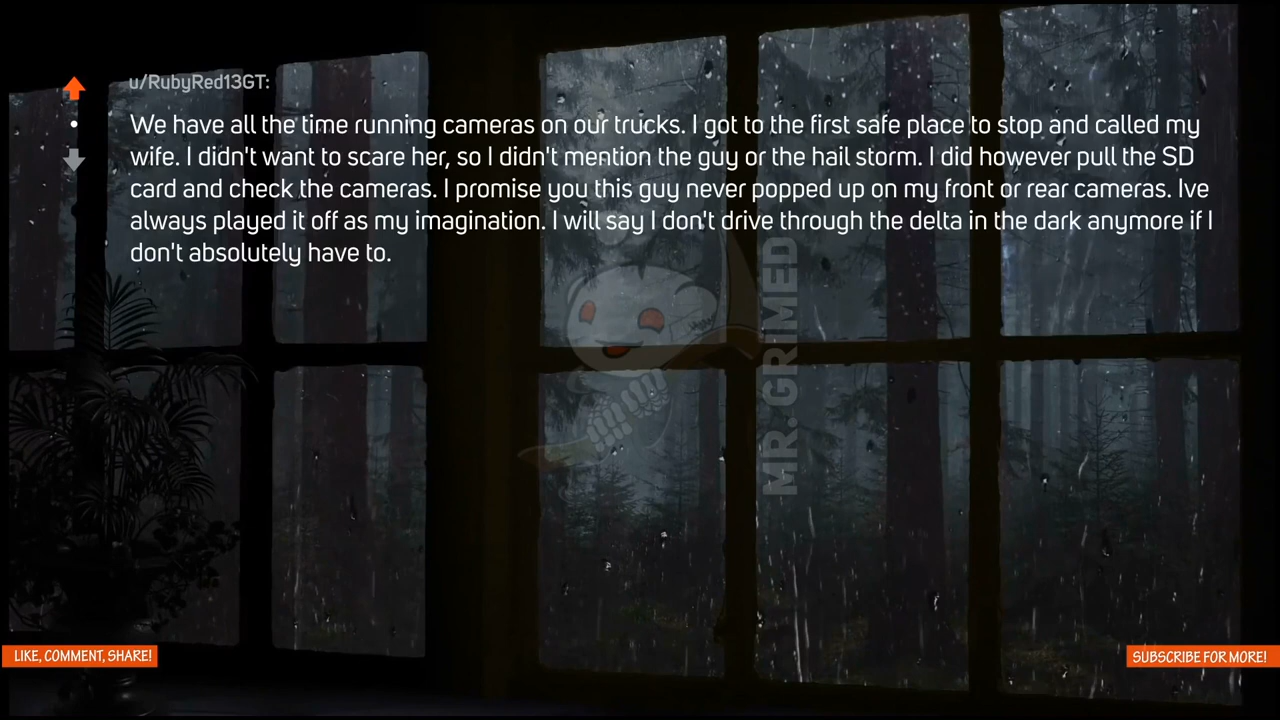 u/RubyRed13GT:
We have all the time running cameras on our trucks. I got to the first safe place to stop and called my
wife. I didn't want to scare her, so I didn't mention the guy or the hail storm. I did however pull the SD
card and check the cameras. I promise you this guy never popped up on my front or rear cameras. Ive
always played it off as my imagination. I will say I don't drive through the delta in the dark anymore if I
don't absolutely have to.
MR. GRIMED
LIKE, COMMENT, SHARE!
SUBSCRIBE FOR MORE!